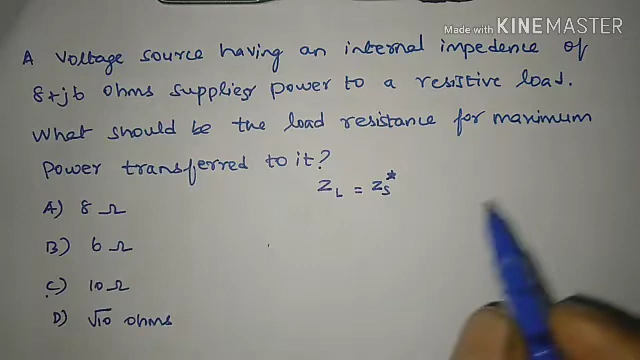 Made with KINEMASTER
A voltage source having an internal impedence of
8+j6 ohms supplies power to a resistive load.
What should be the load resistance for maximum
power transferred to it?
Z_L = Z_S*
A) 8 Ω
B) 6 Ω
C) 10 Ω
D) √10 ohms